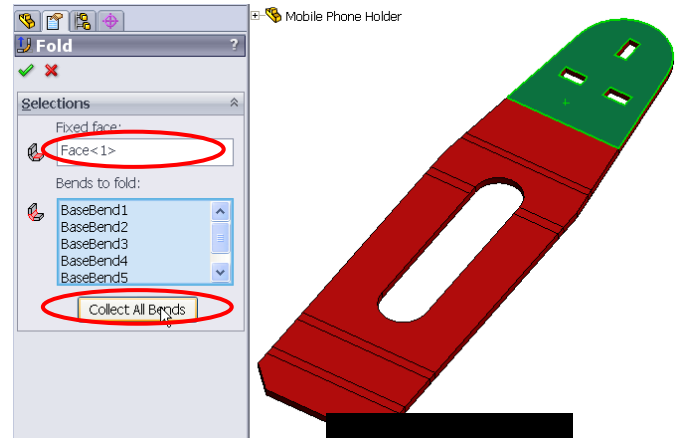 Mobile Phone Holder
Fold ?
Selections
Fixed face:
Face<1>
Bends to fold:
BaseBend1
BaseBend2
BaseBend3
BaseBend4
BaseBend5
Collect All Bends